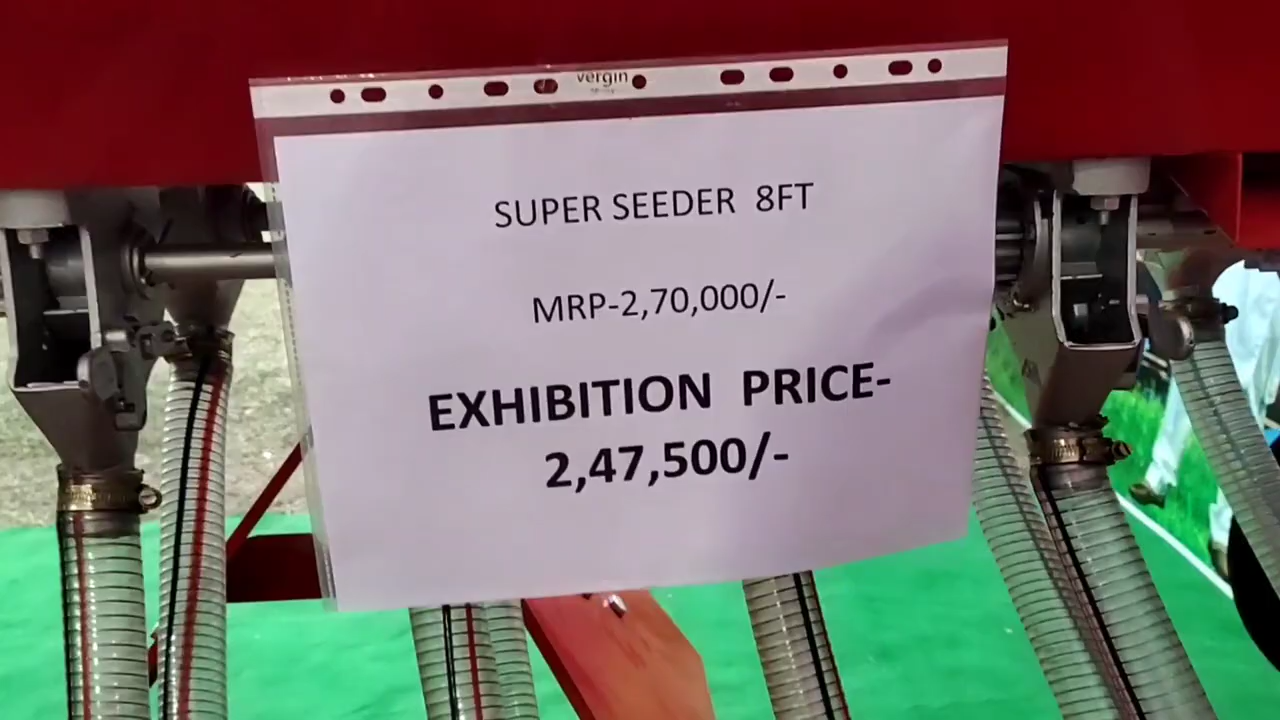 vergin
SUPER SEEDER 8FT
MRP-2,70,000/-
EXHIBITION PRICE-
2,47,500/-